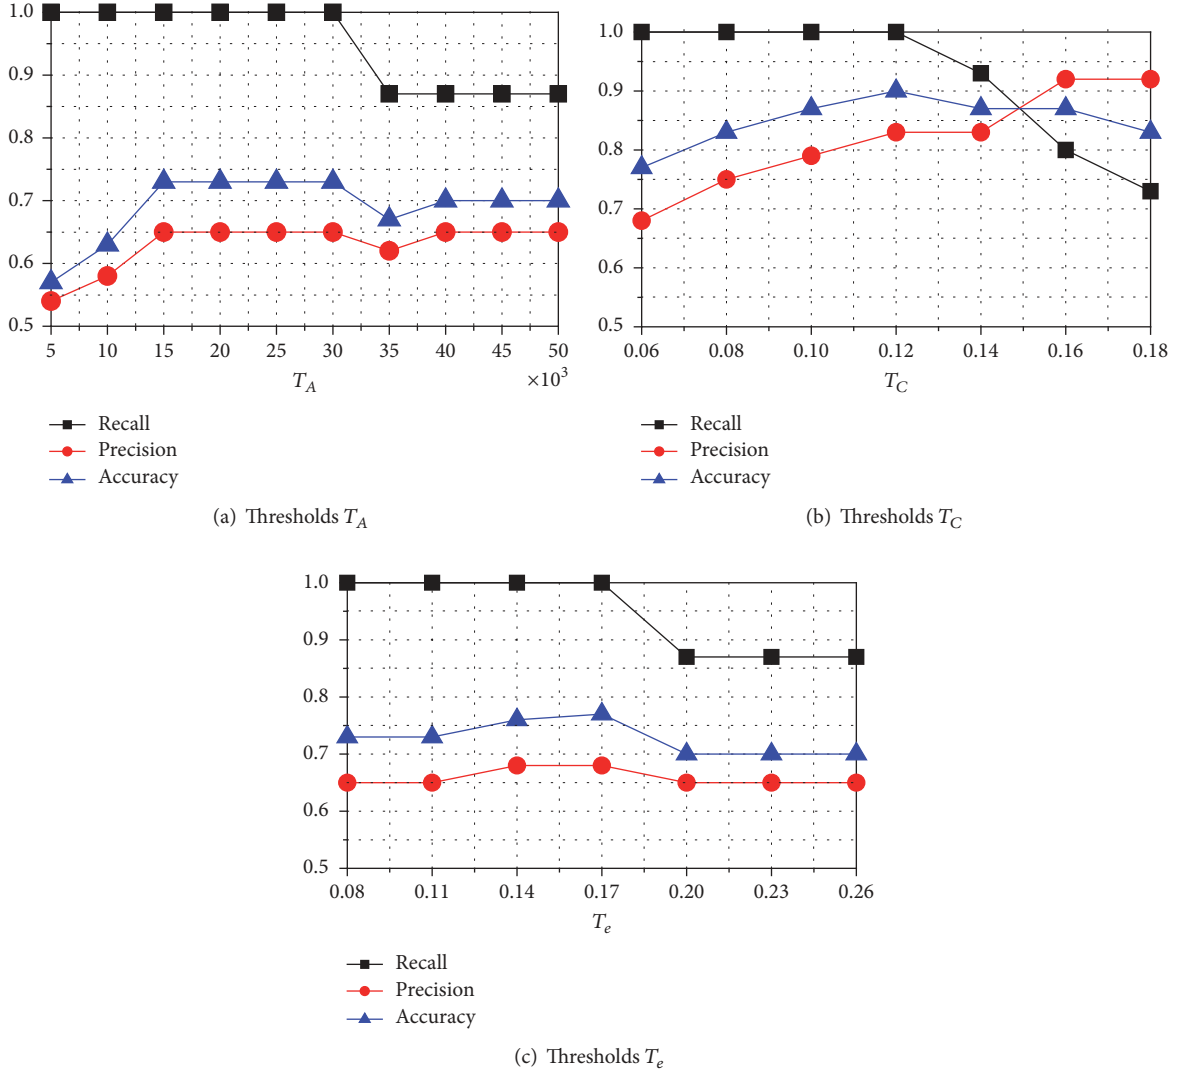 1.0
0.9
0.8
0.7
0.6
0.5
5 10 15 20 25 30 35 40 45 50
T_A ×10³
Recall
Precision
Accuracy
(a) Thresholds T_A
1.0
0.9
0.8
0.7
0.6
0.5
0.06 0.08 0.10 0.12 0.14 0.16 0.18
T_C
Recall
Precision
Accuracy
(b) Thresholds T_C
1.0
0.9
0.8
0.7
0.6
0.5
0.08 0.11 0.14 0.17 0.20 0.23 0.26
T_e
Recall
Precision
Accuracy
(c) Thresholds T_e